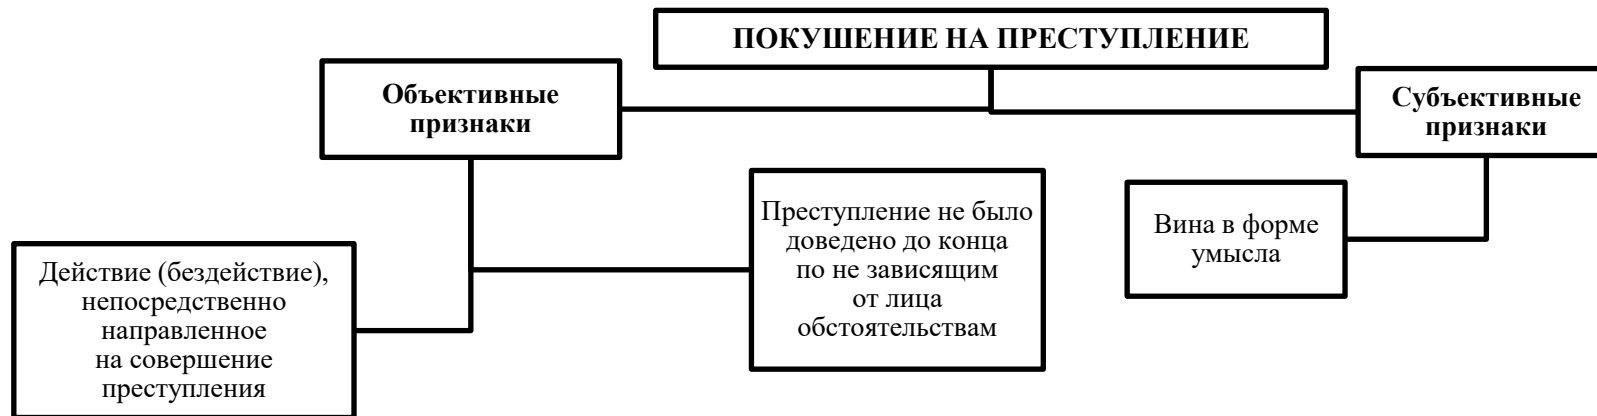 ПОКУШЕНИЕ НА ПРЕСТУПЛЕНИЕ
Объективные
признаки
Субъективные
признаки
Действие (бездействие),
непосредственно
направленное
на совершение
преступления
Преступление не было
доведено до конца
по не зависящим
от лица
обстоятельствам
Вина в форме
умысла